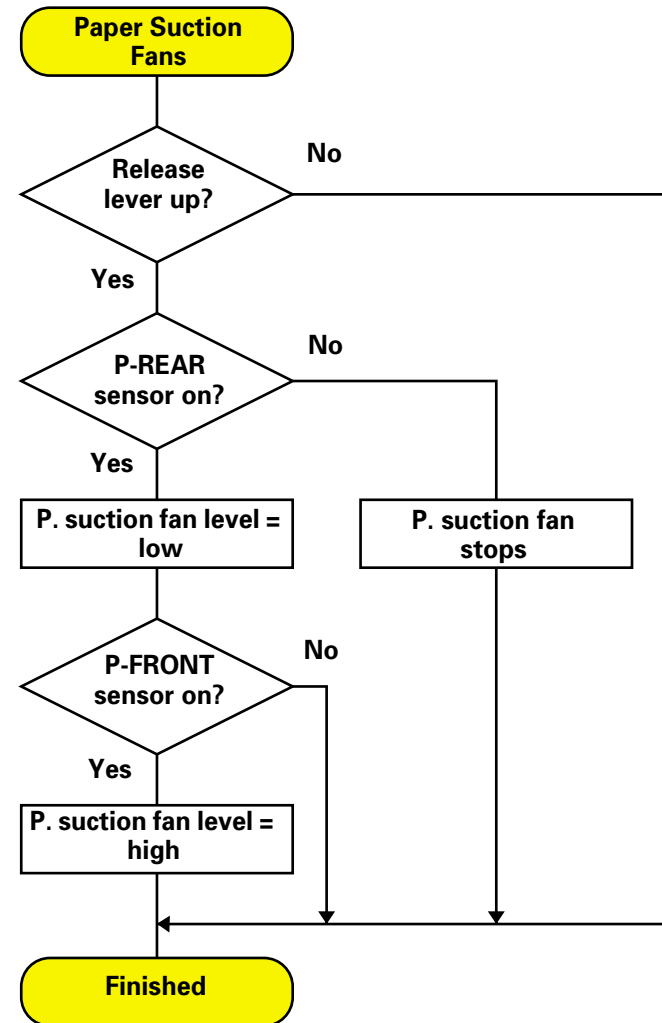 Paper Suction
Fans
No
Release
lever up?
Yes
No
P-REAR
sensor on?
Yes
P. suction fan level =
low
P. suction fan
stops
No
P-FRONT
sensor on?
Yes
P. suction fan level =
high
Finished